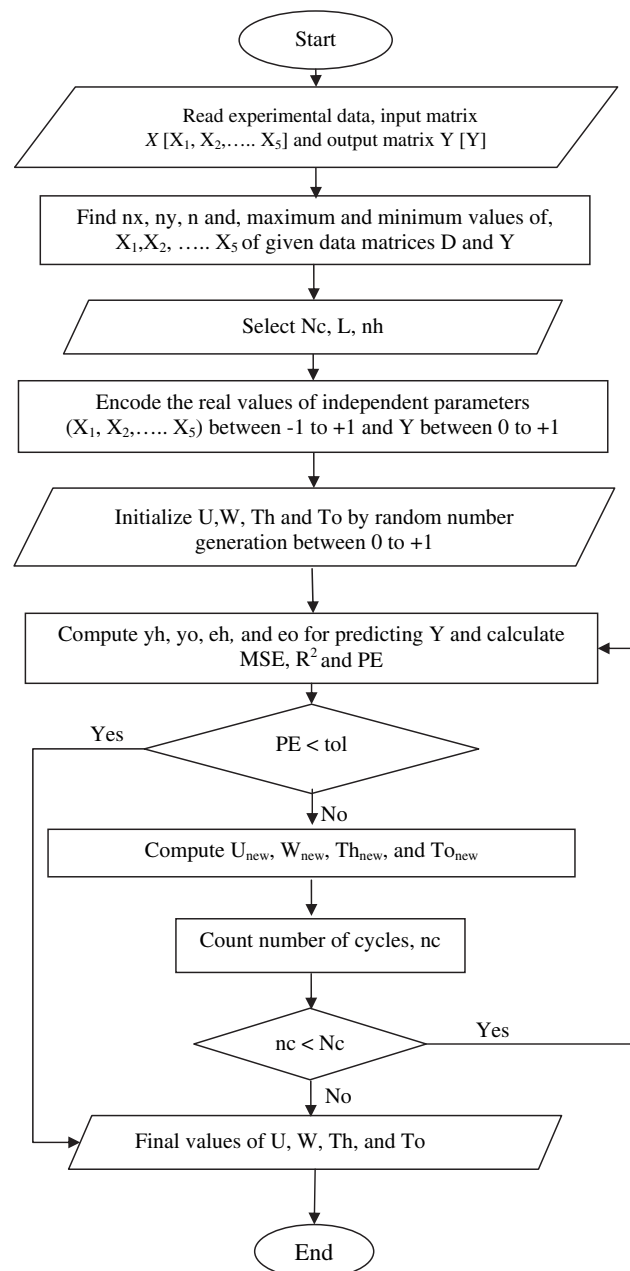 Start
Read experimental data, input matrix
X [X₁, X₂,….. X₅] and output matrix Y [Y]
Find nx, ny, n and, maximum and minimum values of,
X₁,X₂, ….. X₅ of given data matrices D and Y
Select Nc, L, nh
Encode the real values of independent parameters
(X₁, X₂,….. X₅) between -1 to +1 and Y between 0 to +1
Initialize U,W, Th and To by random number
generation between 0 to +1
Compute yh, yo, eh, and eo for predicting Y and calculate
MSE, R² and PE
Yes
PE < tol
No
Compute Uₙₑw, Wₙₑw, Thₙₑw, and Toₙₑw
Count number of cycles, nc
nc < Nc
Yes
No
Final values of U, W, Th, and To
End